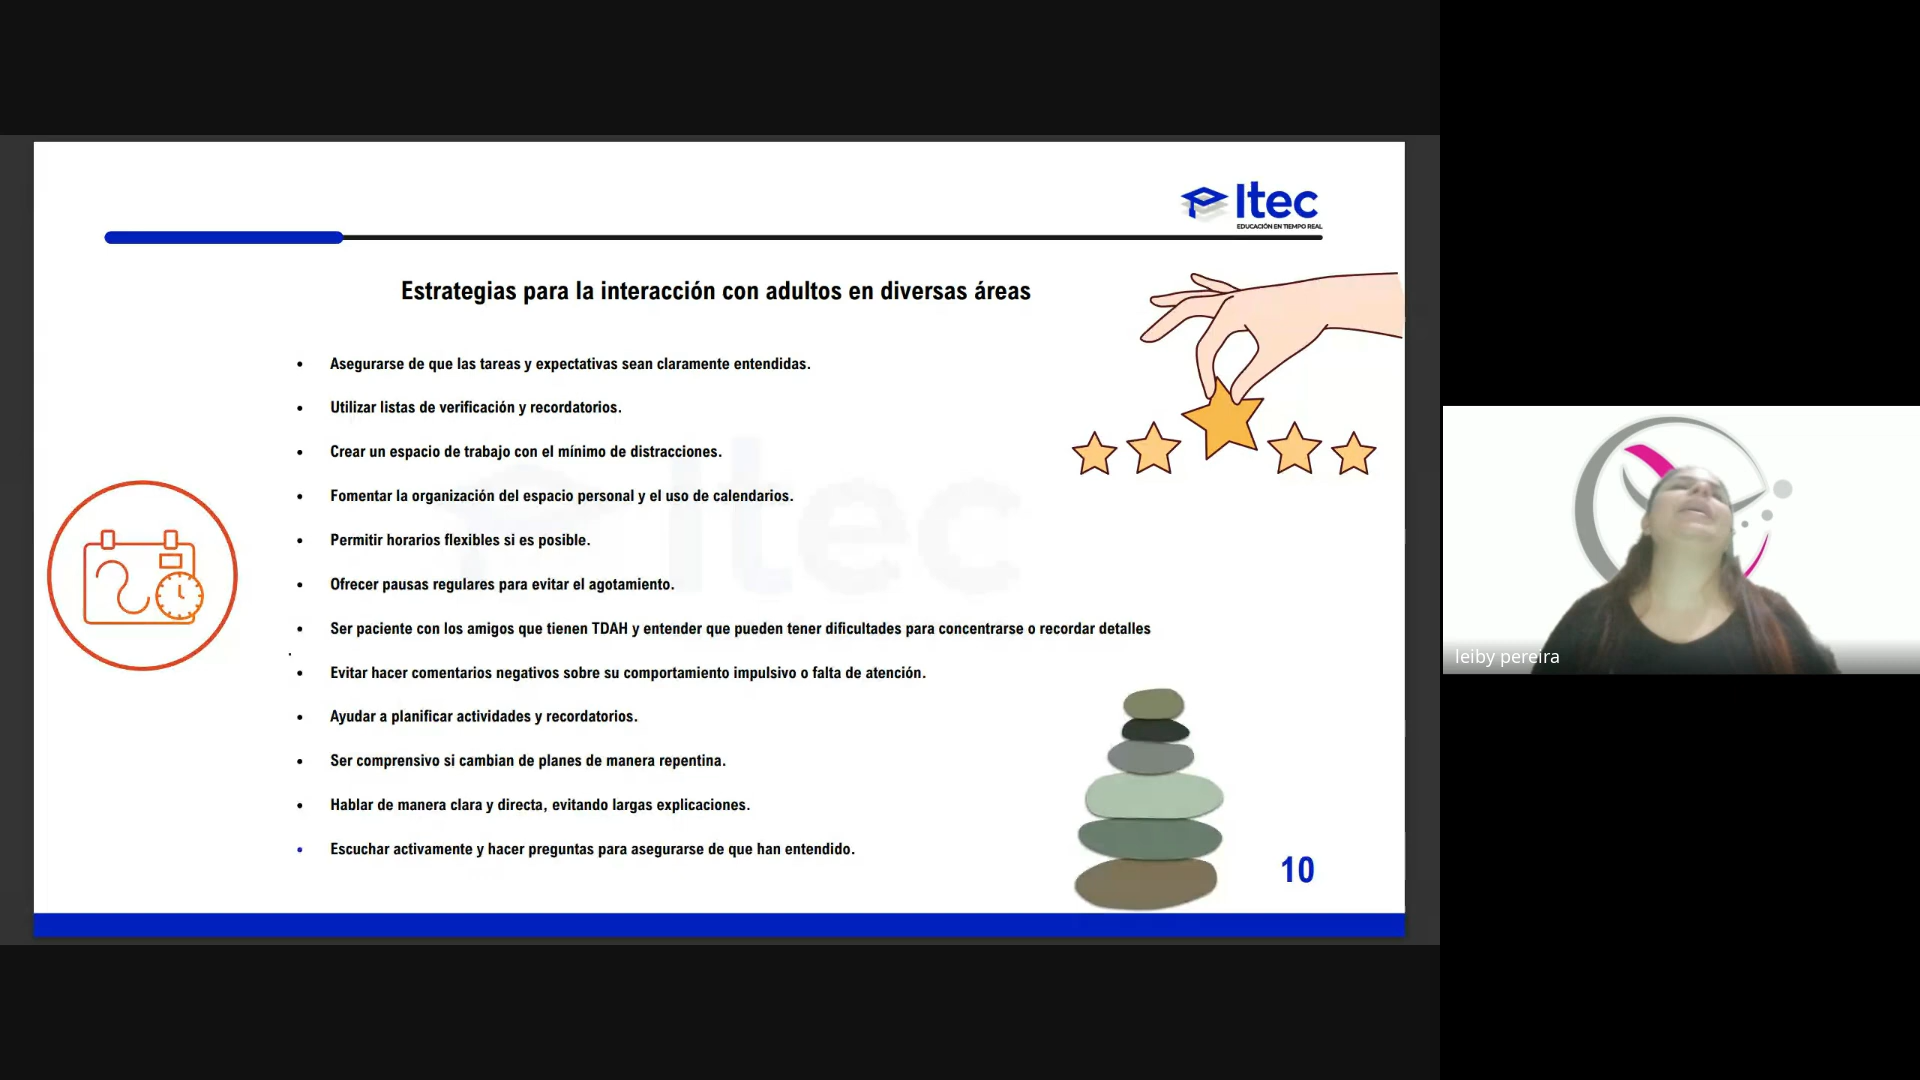 Itec
EDUCACIÓN EN TIEMPO REAL
Estrategias para la interacción con adultos en diversas áreas
• Asegurarse de que las tareas y expectativas sean claramente entendidas.
• Utilizar listas de verificación y recordatorios.
• Crear un espacio de trabajo con el mínimo de distracciones.
• Fomentar la organización del espacio personal y el uso de calendarios.
• Permitir horarios flexibles si es posible.
• Ofrecer pausas regulares para evitar el agotamiento.
• Ser paciente con los amigos que tienen TDAH y entender que pueden tener dificultades para concentrarse o recordar detalles
.
• Evitar hacer comentarios negativos sobre su comportamiento impulsivo o falta de atención.
• Ayudar a planificar actividades y recordatorios.
• Ser comprensivo si cambian de planes de manera repentina.
• Hablar de manera clara y directa, evitando largas explicaciones.
• Escuchar activamente y hacer preguntas para asegurarse de que han entendido.
Itec
10
leiby pereira